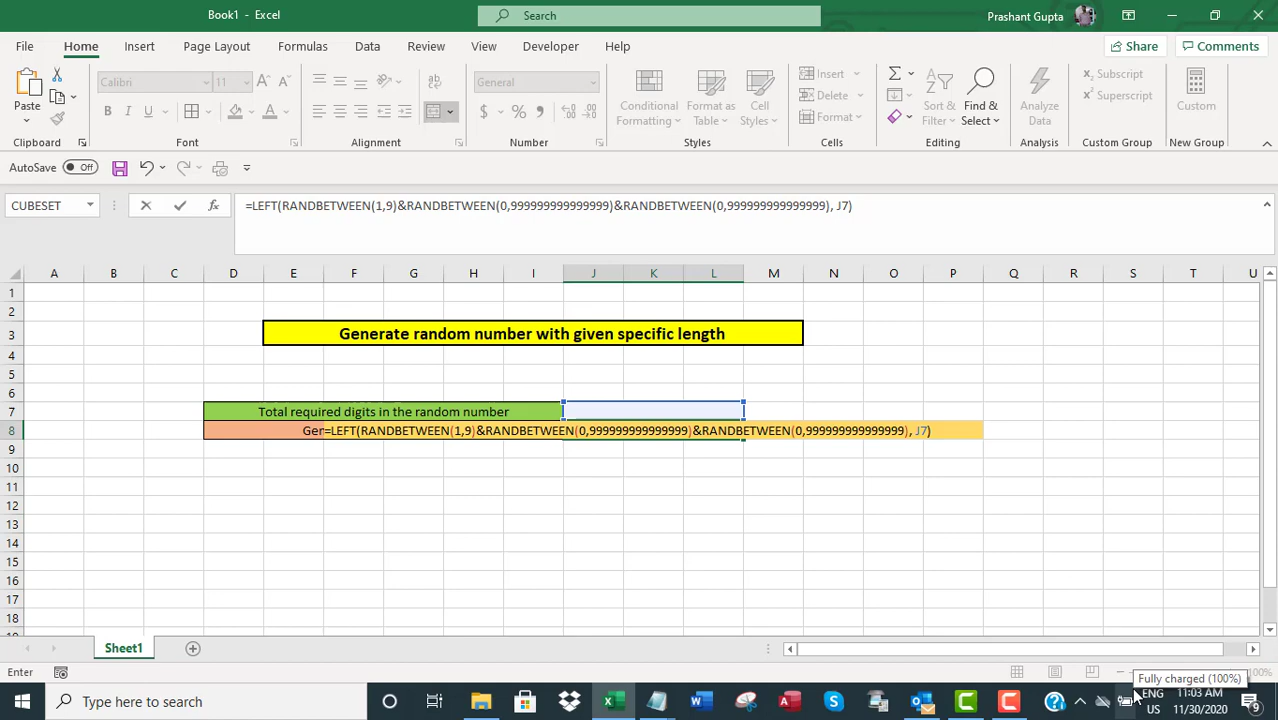 Book1 - Excel
Search
Prashant Gupta
File Home Insert Page Layout Formulas Data Review View Developer Help
Share Comments
Paste
Calibri 11
B I U
General
$ % 9
Conditional Formatting
Format as Table
Cell Styles
Insert
Delete
Format
Sort & Filter
Find & Select
Analyze Data
Subscript
Superscript
Custom
Clipboard Font Alignment Number Styles Cells Editing Analysis Custom Group New Group
AutoSave Off
CUBESET
fx
=LEFT(RANDBETWEEN(1,9)&RANDBETWEEN(0,999999999999999)&RANDBETWEEN(0,999999999999999), J7)
A B C D E F G H I J K L M N O P Q R S T U
1
2
3 Generate random number with given specific length
4
5
6
7 Total required digits in the random number
8 Ger=LEFT(RANDBETWEEN(1,9)&RANDBETWEEN(0,999999999999999)&RANDBETWEEN(0,999999999999999), J7)
9
10
11
12
13
14
15
16
17
18
Sheet1
Enter
Fully charged (100%)
Type here to search
ENG
US
11:03 AM
11/30/2020
9